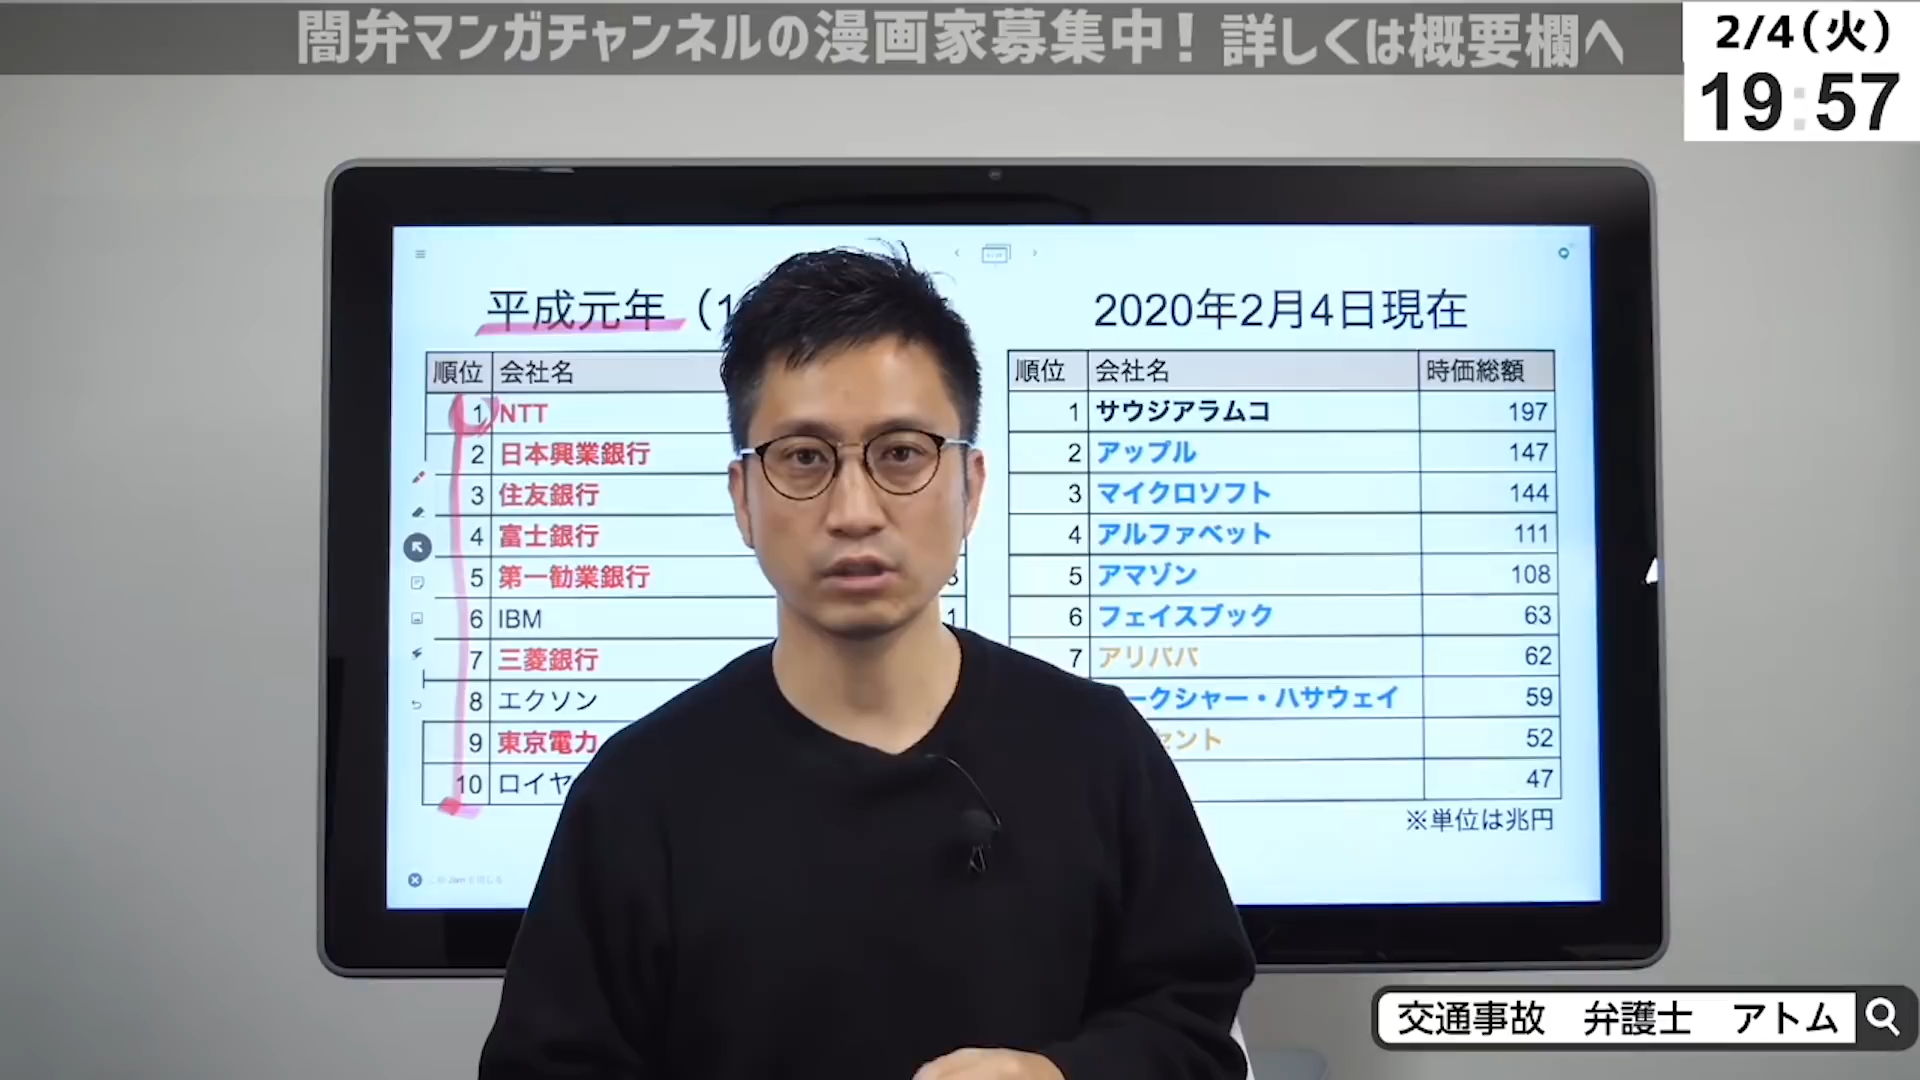 闇弁マンガチャンネルの漫画家募集中！詳しくは概要欄へ
2/4(火)
19:57
平成元年（1
順位 会社名
1 NTT
2 日本興業銀行
3 住友銀行
4 富士銀行
5 第一勧業銀行
6 IBM
7 三菱銀行
8 エクソン
9 東京電力
10 ロイヤ
2020年2月4日現在
順位 会社名 時価総額
1 サウジアラムコ 197
2 アップル 147
3 マイクロソフト 144
4 アルファベット 111
5 アマゾン 108
6 フェイスブック 63
7 アリババ 62
ークシャー・ハサウェイ 59
セント 52
47
※単位は兆円
交通事故 弁護士 アトム